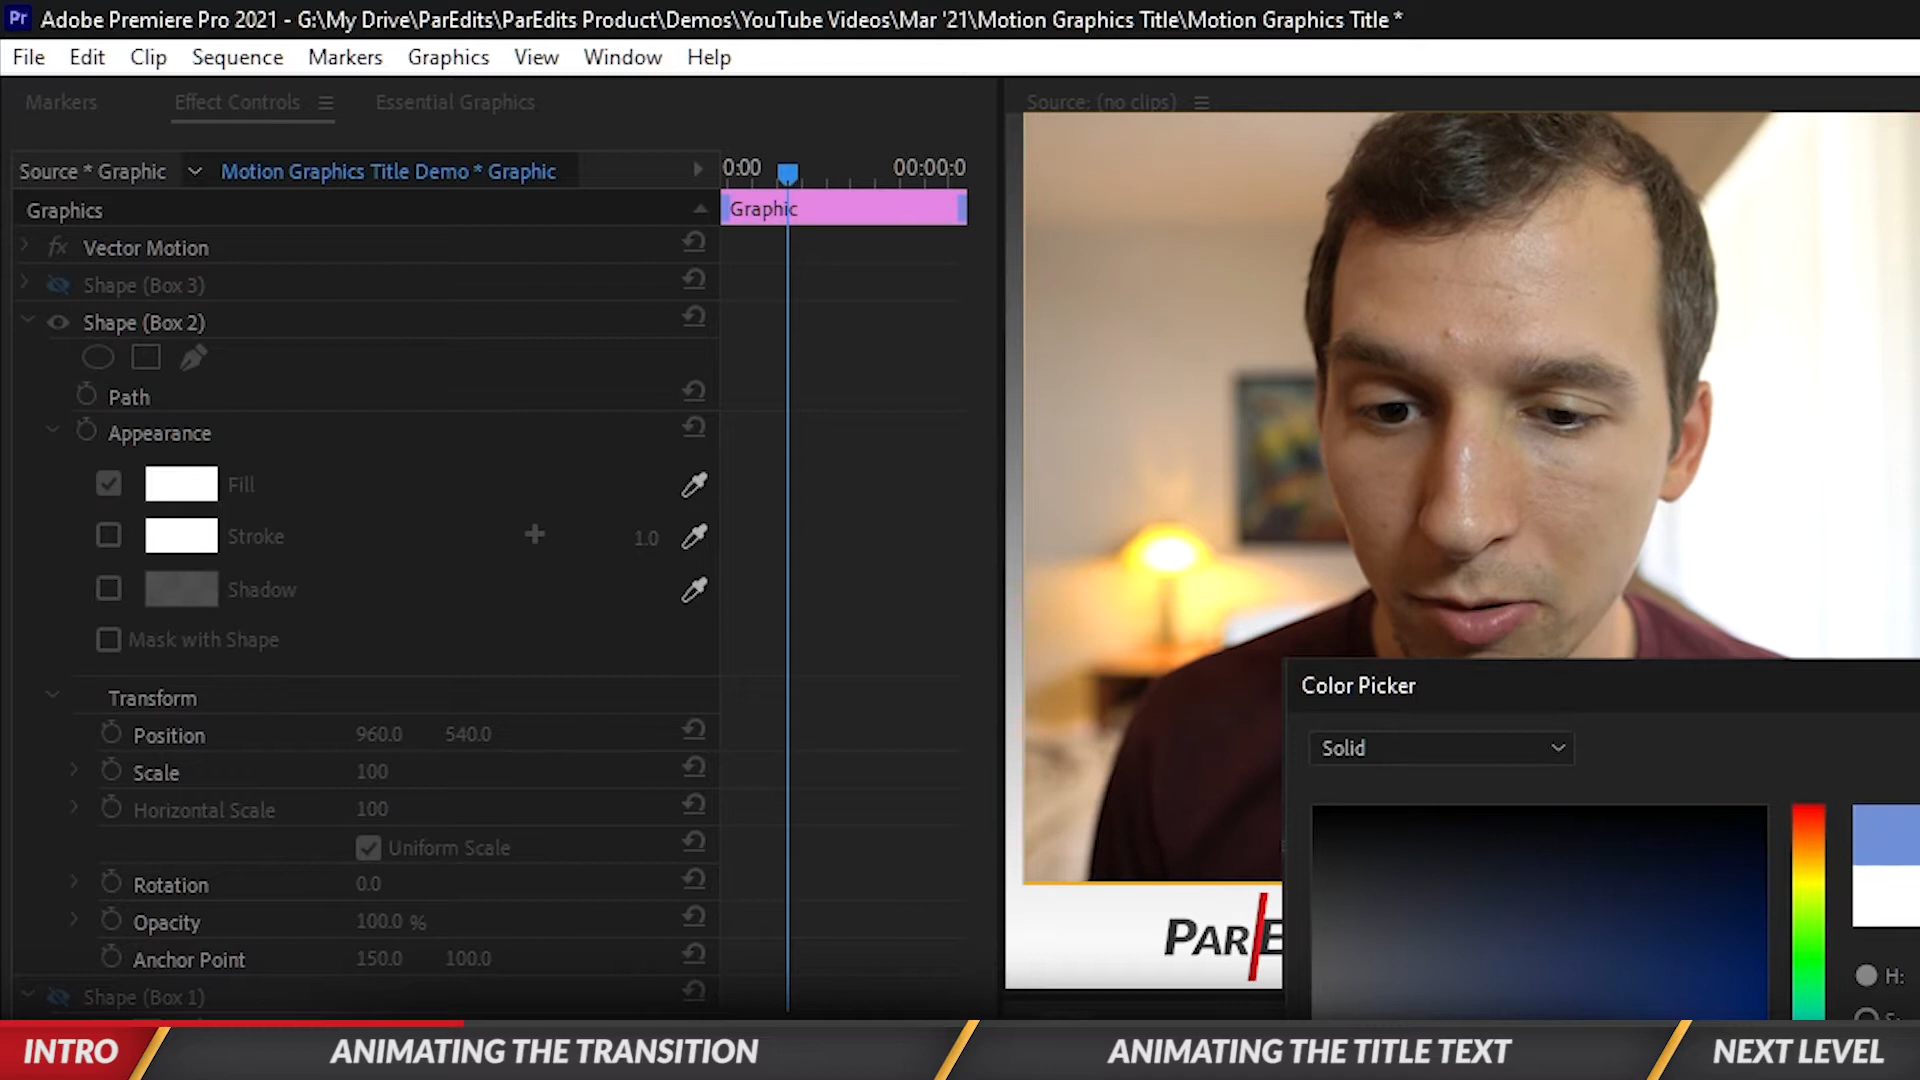 Pr Adobe Premiere Pro 2021 - G:\My Drive\ParEdits\ParEdits Product\Demos\YouTube Videos\Mar '21\Motion Graphics Title\Motion Graphics Title *
File Edit Clip Sequence Markers Graphics View Window Help
Markers Effect Controls Essential Graphics Source: (no clips)
Source * Graphic Motion Graphics Title Demo * Graphic 0:00 00:00:0
Graphics Graphic
fx Vector Motion
Shape (Box 3)
Shape (Box 2)
Path
Appearance
Fill
Stroke 1.0
Shadow
Mask with Shape
Color Picker
Transform
Position 960.0 540.0
Solid
Scale 100
Horizontal Scale 100
Uniform Scale
Rotation 0.0
Opacity 100.0 %
PAR/E
Anchor Point 150.0 100.0
H:
Shape (Box 1)
INTRO ANIMATING THE TRANSITION ANIMATING THE TITLE TEXT NEXT LEVEL